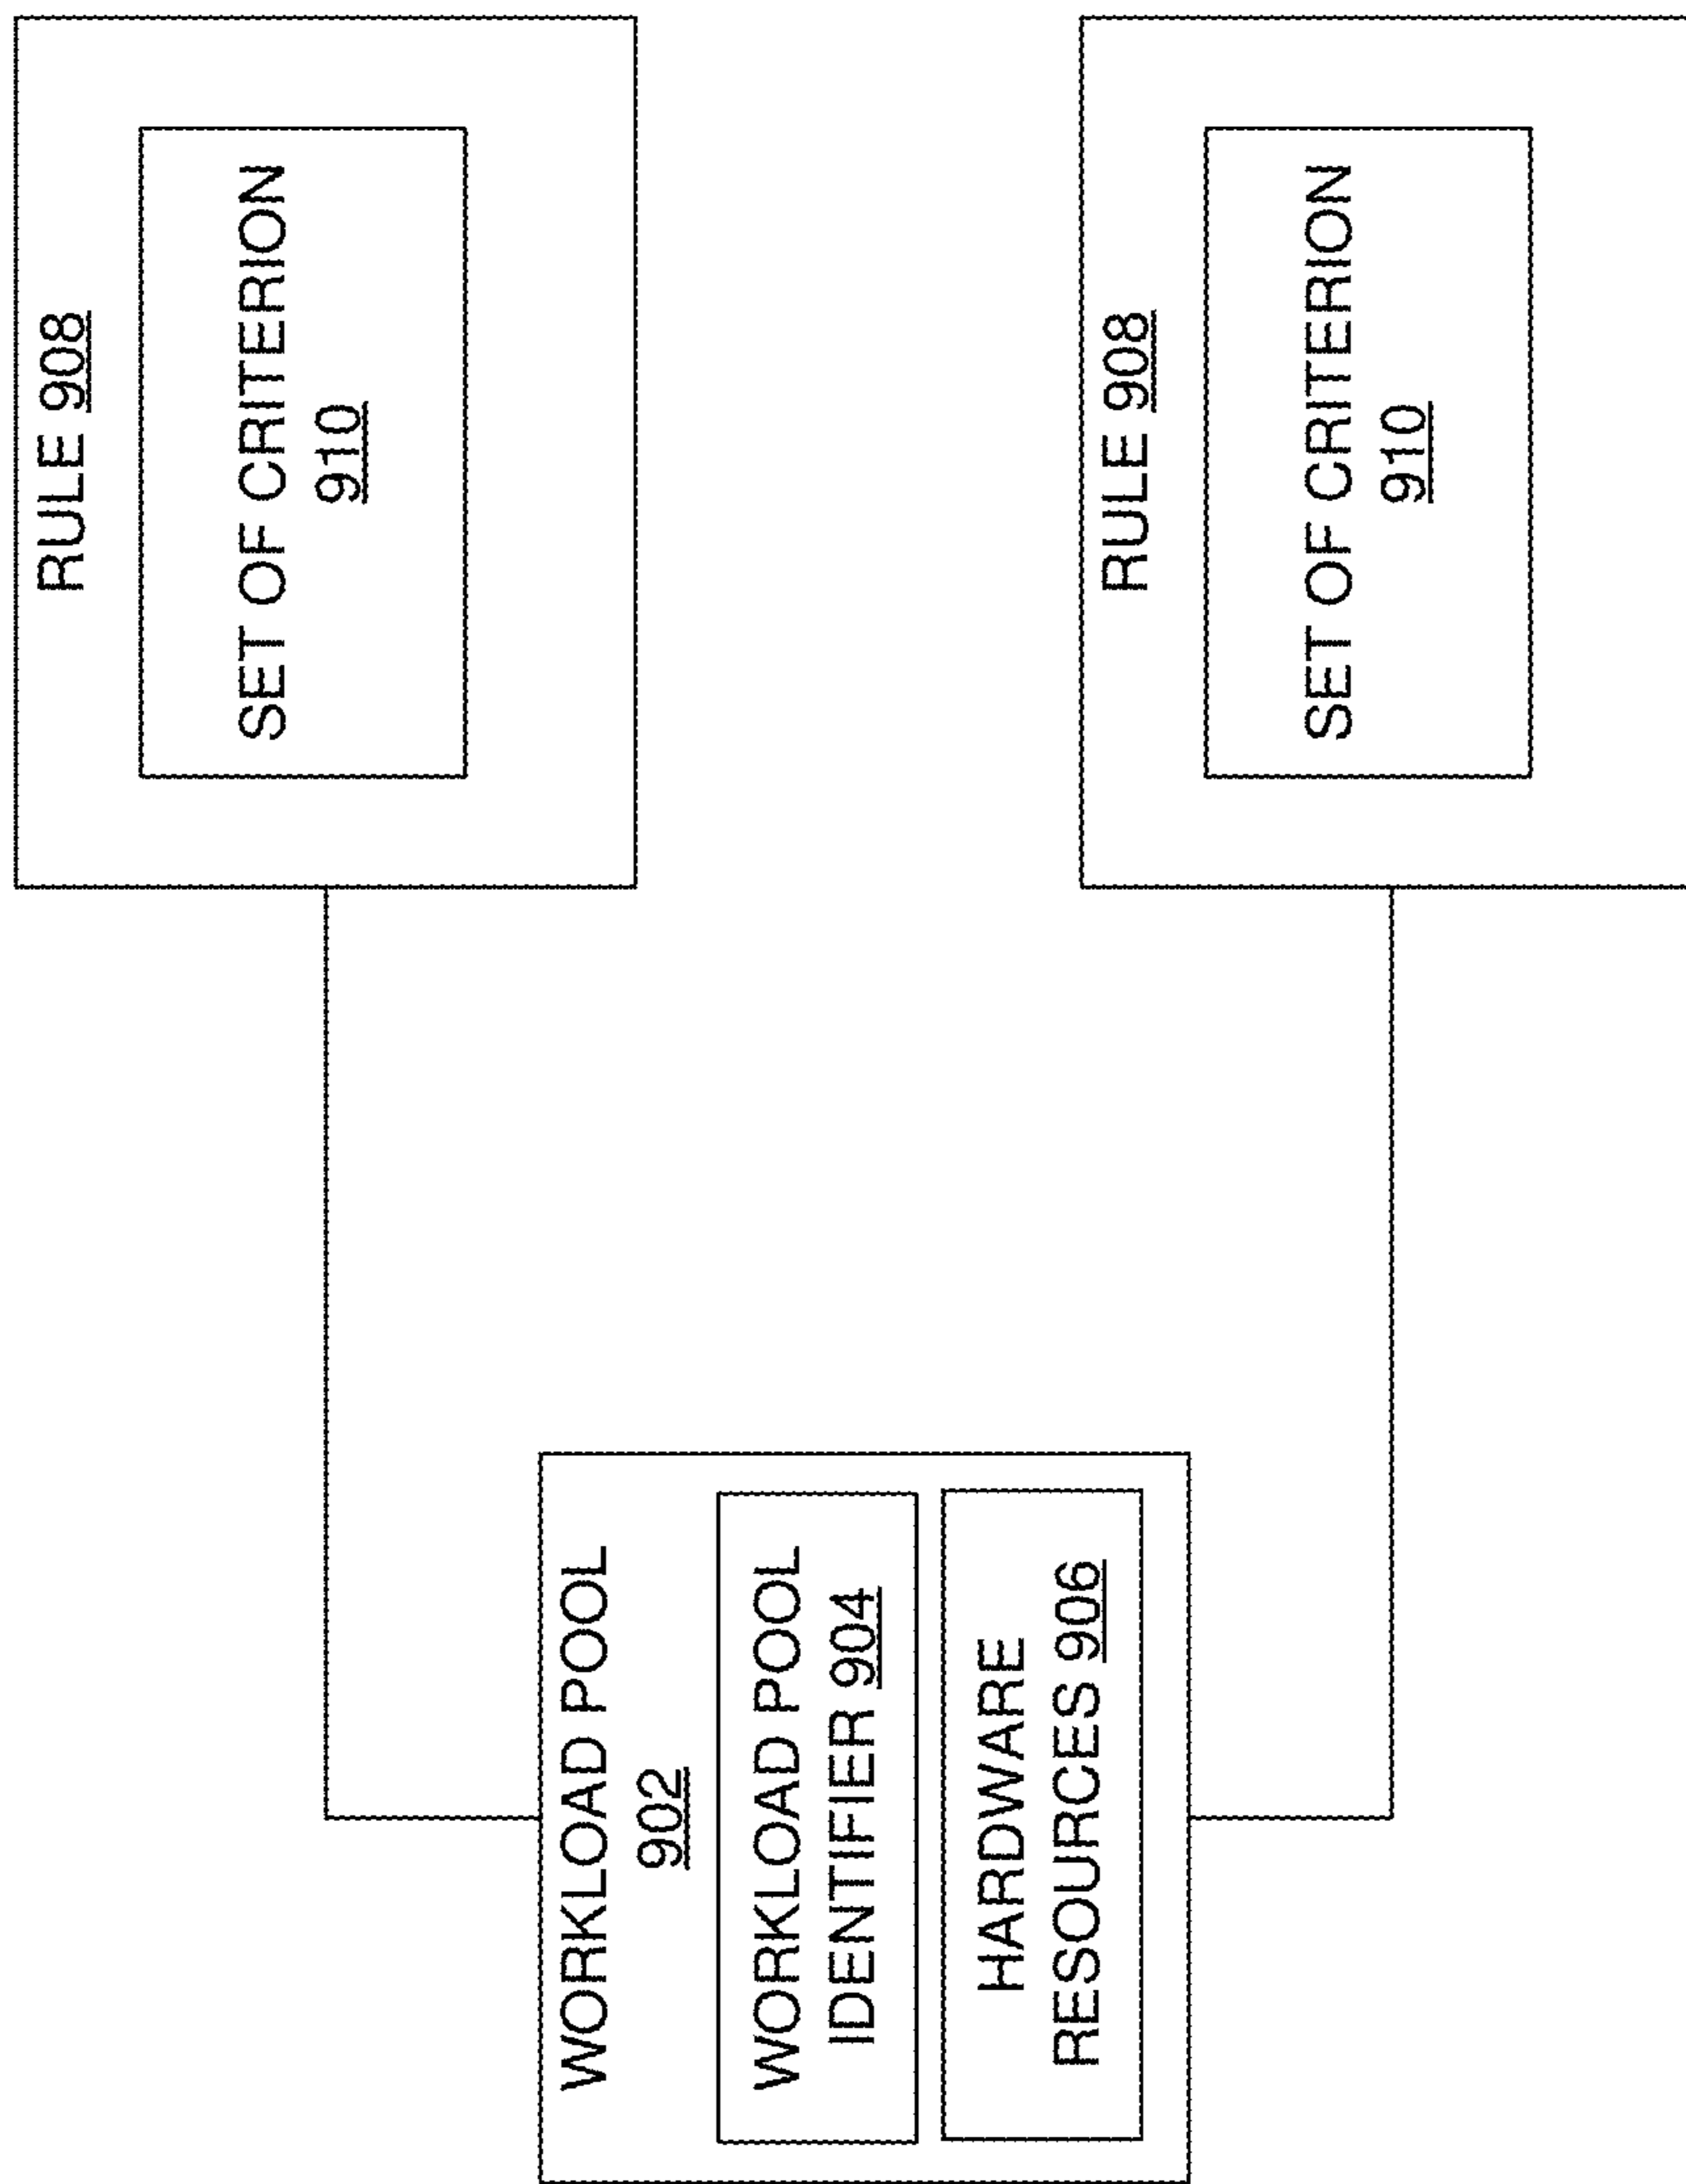 WORKLOAD POOL
902
WORKLOAD POOL
IDENTIFIER 904
HARDWARE
RESOURCES 906
RULE 908
SET OF CRITERION
910
RULE 908
SET OF CRITERION
910